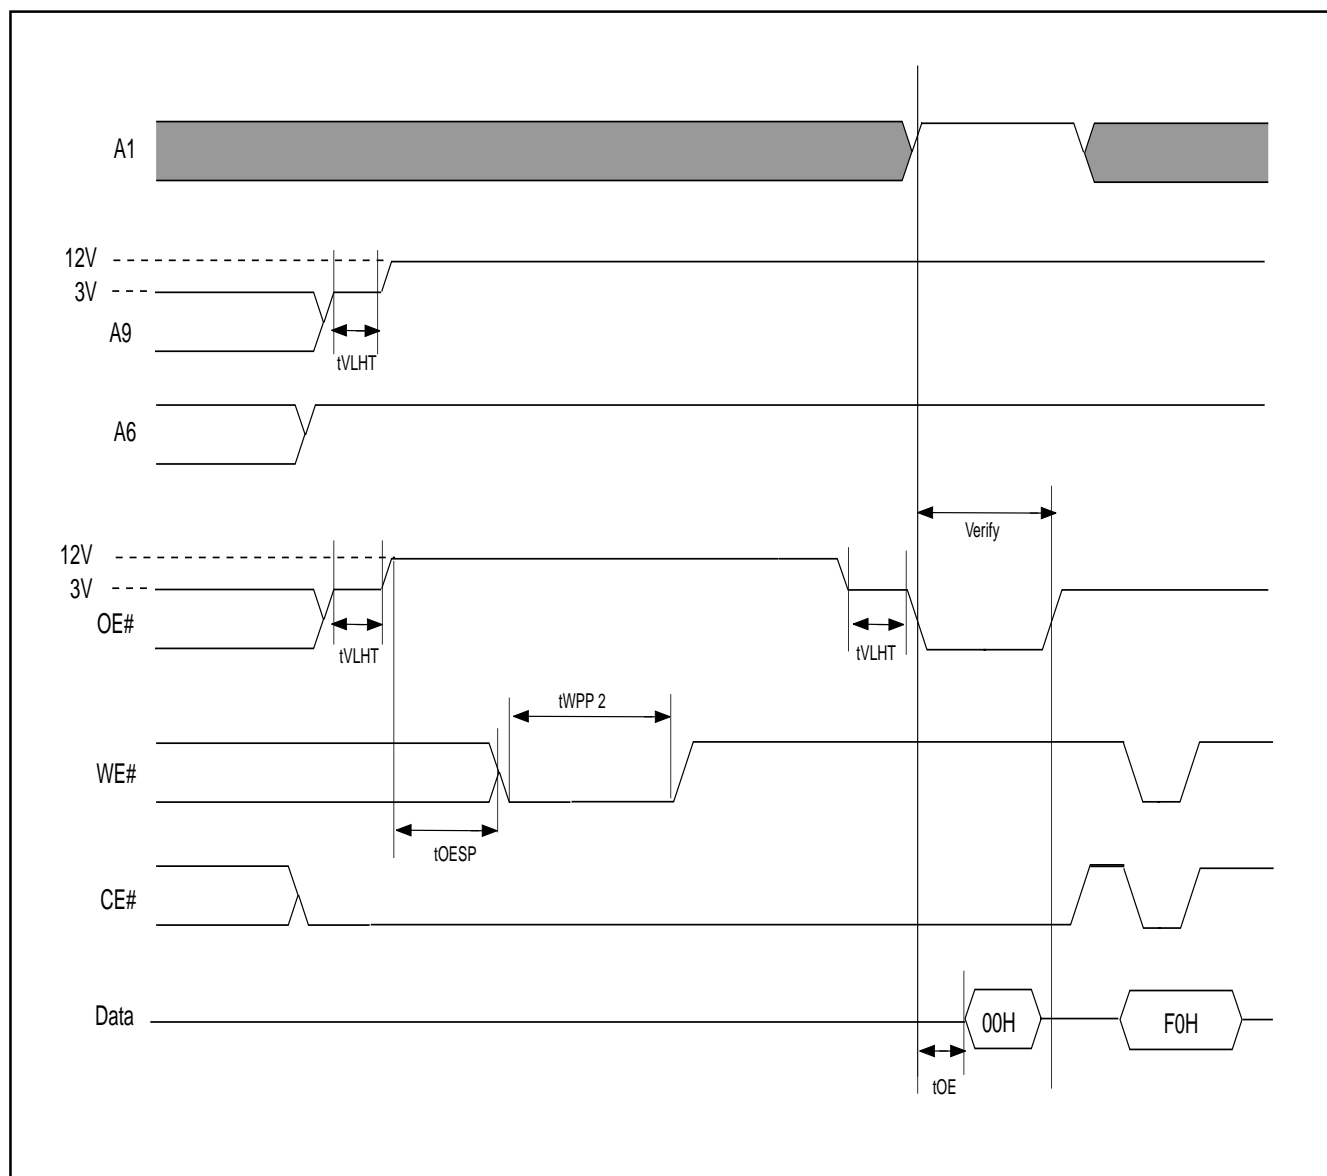 A1
12V
3V
A9
tVLHT
A6
Verify
12V
3V
OE#
tVLHT
tVLHT
tWPP 2
WE#
tOESP
CE#
Data
00H
F0H
tOE